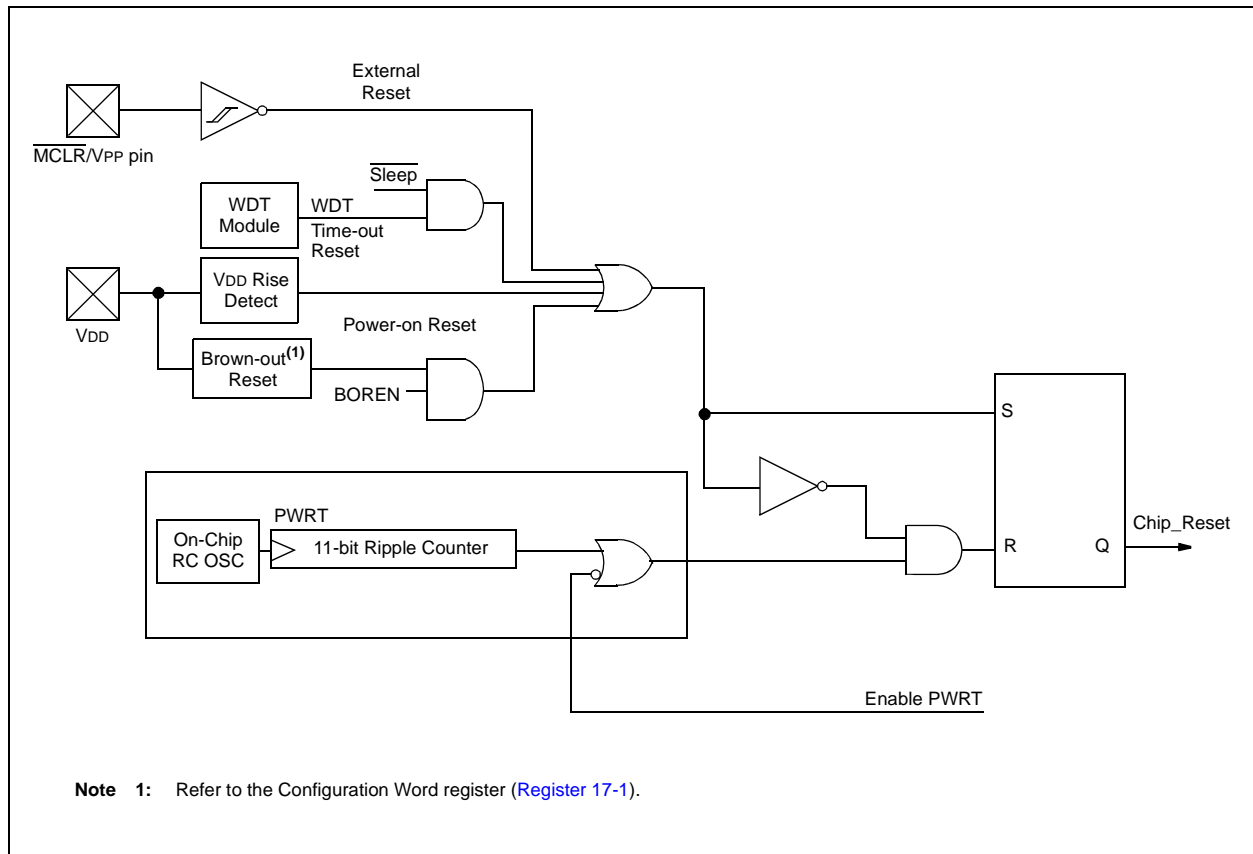 External
Reset
MCLR/VPP pin
Sleep
WDT
Module
WDT
Time-out
Reset
VDD Rise
Detect
VDD
Power-on Reset
Brown-out(1)
Reset
BOREN
S
PWRT
On-Chip
RC OSC
11-bit Ripple Counter
R
Q
Chip_Reset
Enable PWRT
Note 1: Refer to the Configuration Word register (Register 17-1).